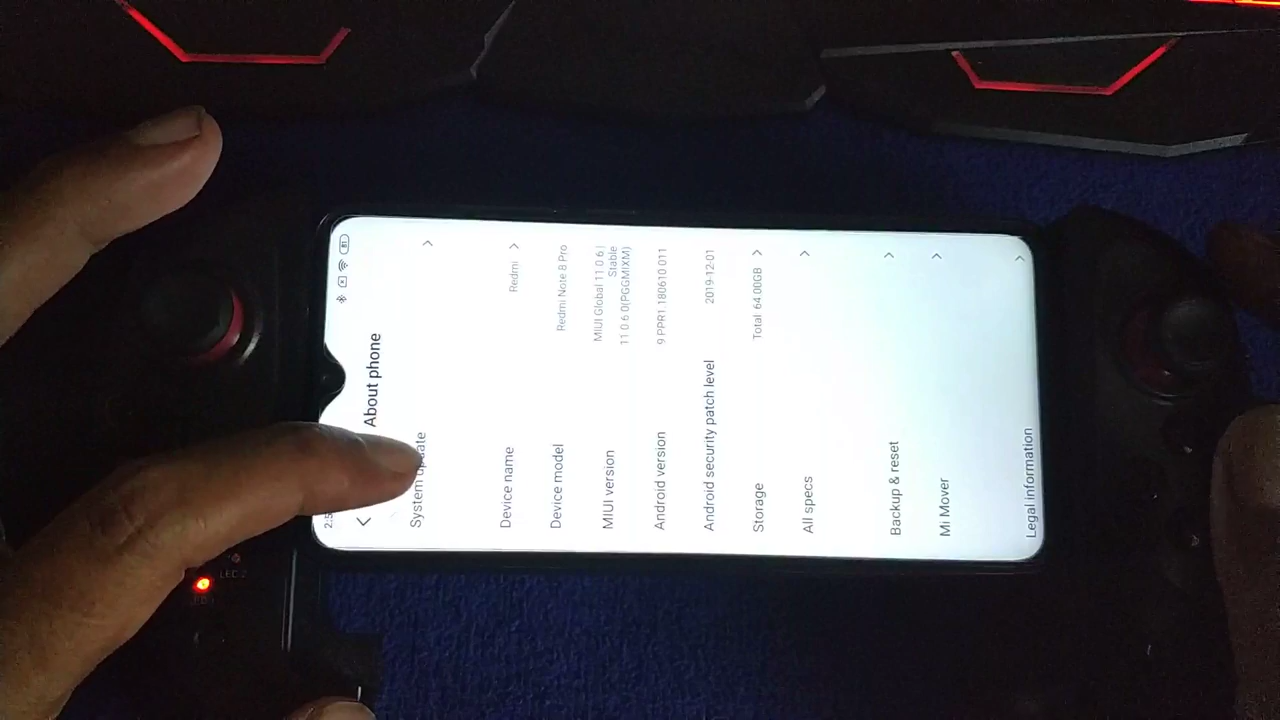 About phone
System update
Device name
Redmi
Device model
Redmi Note 8 Pro
MIUI version
MIUI Global 11.0.6 |
Stable
11.0.6.0(PGGMIXM)
Android version
9 PPR1.180610.011
Android security patch level
2019-12-01
Storage
Total: 64.00GB
All specs
Backup & reset
Mi Mover
Legal information
LED 2